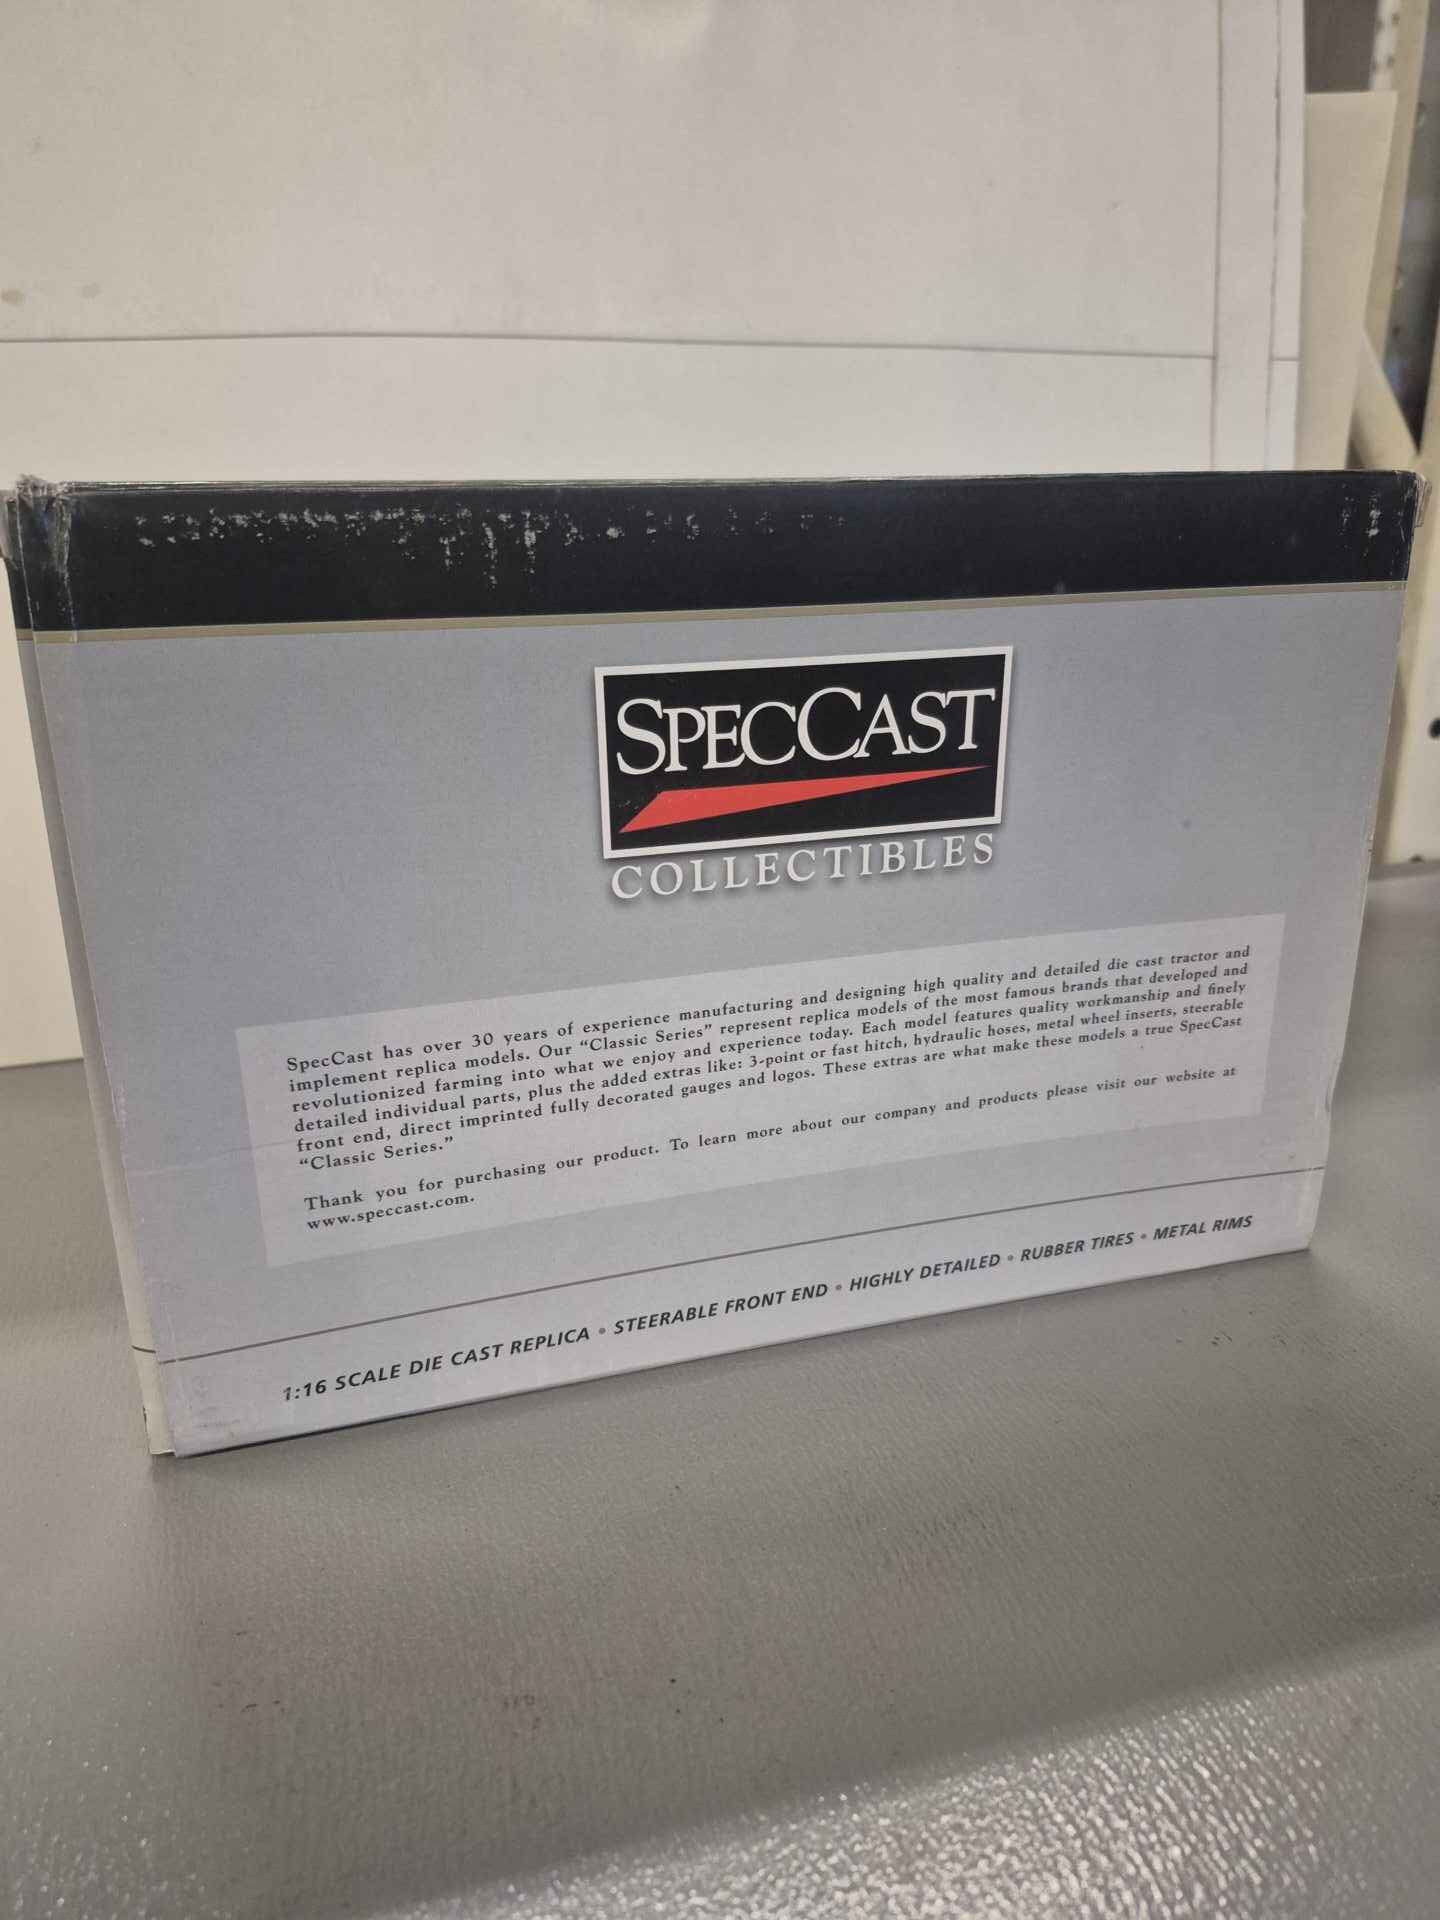 SPECCAST
COLLECTIBLES
SpecCast has over 30 years of experience manufacturing and designing high quality and detailed die cast tractor and
implement replica models. Our “Classic Series” represent replica models of the most famous brands that developed and
revolutionized farming into what we enjoy and experience today. Each model features quality workmanship and finely
detailed individual parts, plus the added extras like: 3-point or fast hitch, hydraulic hoses, metal wheel inserts, steerable
front end, direct imprinted fully decorated gauges and logos. These extras are what make these models a true SpecCast
“Classic Series.”
Thank you for purchasing our product. To learn more about our company and products please visit our website at
www.speccast.com.
1:16 SCALE DIE CAST REPLICA • STEERABLE FRONT END • HIGHLY DETAILED • RUBBER TIRES • METAL RIMS